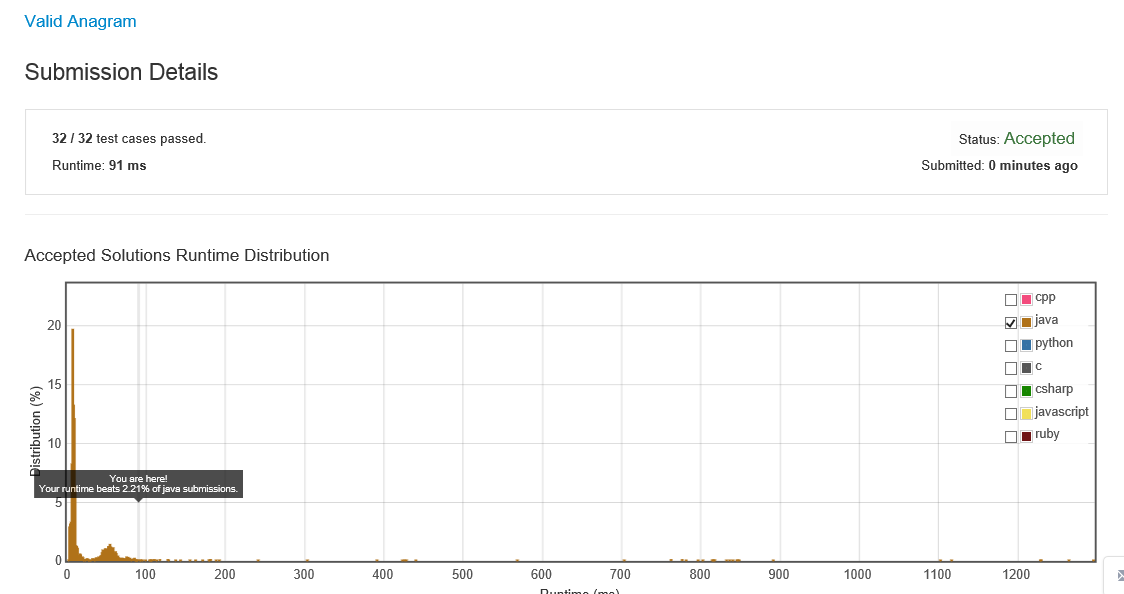 Valid Anagram
Submission Details
32 / 32 test cases passed.
Status: Accepted
Runtime: 91 ms
Submitted: 0 minutes ago
Accepted Solutions Runtime Distribution
cpp
java
python
c
csharp
javascript
ruby
Distribution (%)
20
15
10
5
0
You are here!
Your runtime beats 2.21% of java submissions.
0 100 200 300 400 500 600 700 800 900 1000 1100 1200
Runtime (ms)